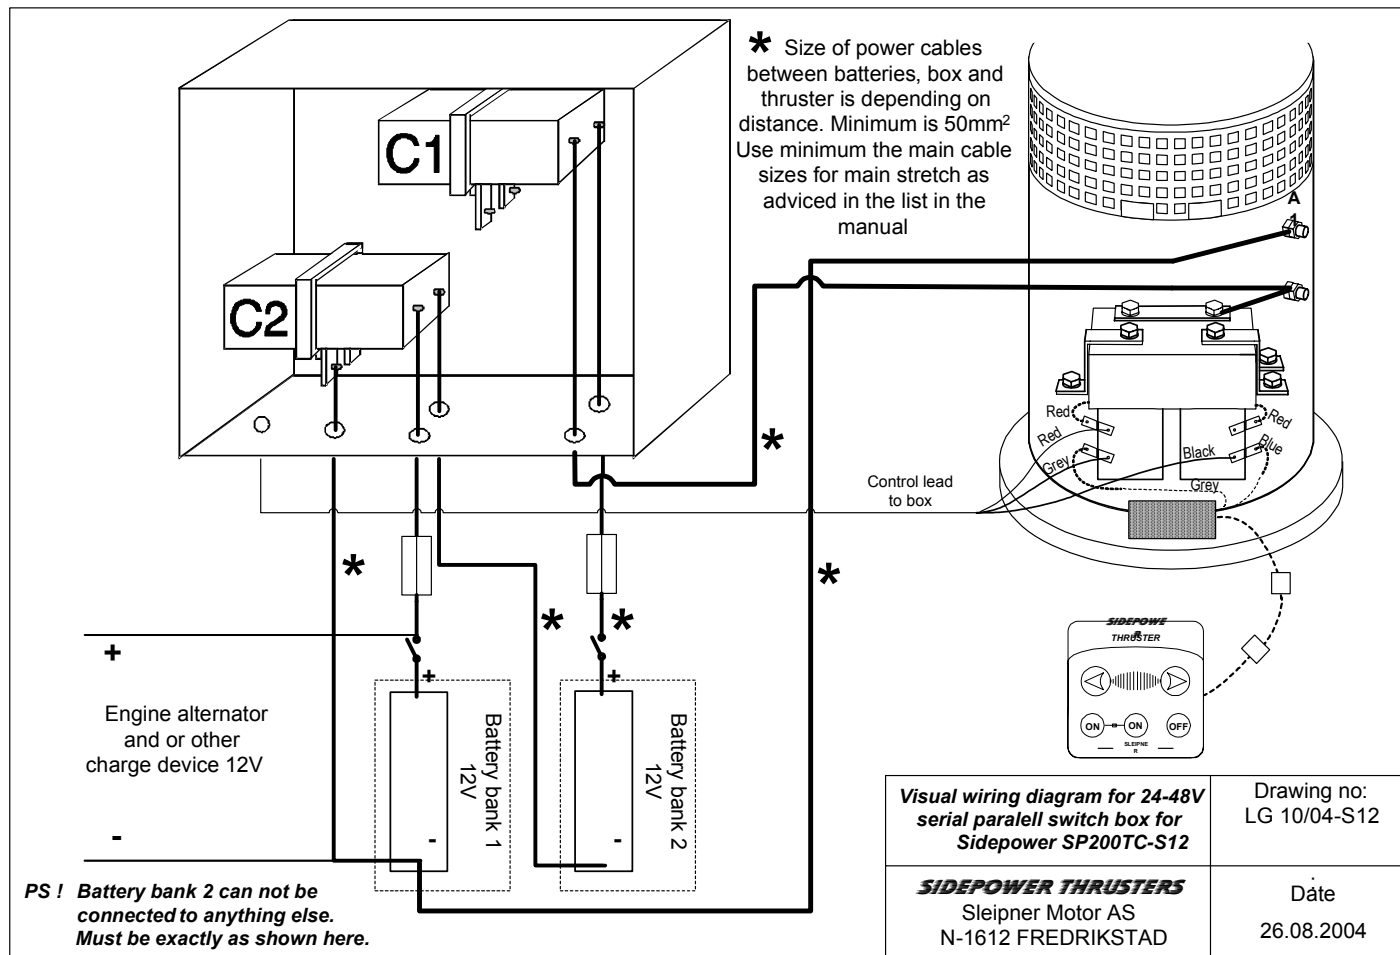 C1
C2
* Size of power cables
between batteries, box and
thruster is depending on
distance. Minimum is 50mm²
Use minimum the main cable
sizes for main stretch as
adviced in the list in the
manual
A
1
Red
Red
Grey
Red
Blue
Black
Grey
Control lead
to box
*
*
*
*
*
+
Engine alternator
and or other
charge device 12V
-
+
Battery bank 1
12V
-
+
Battery bank 2
12V
-
SIDEPOWE
R
THRUSTER
ON
ON
OFF
SLEIPNE
R
PS ! Battery bank 2 can not be
connected to anything else.
Must be exactly as shown here.
Visual wiring diagram for 24-48V
serial paralell switch box for
Sidepower SP200TC-S12
Drawing no:
LG 10/04-S12
SIDEPOWER THRUSTERS
Sleipner Motor AS
N-1612 FREDRIKSTAD
Date
26.08.2004